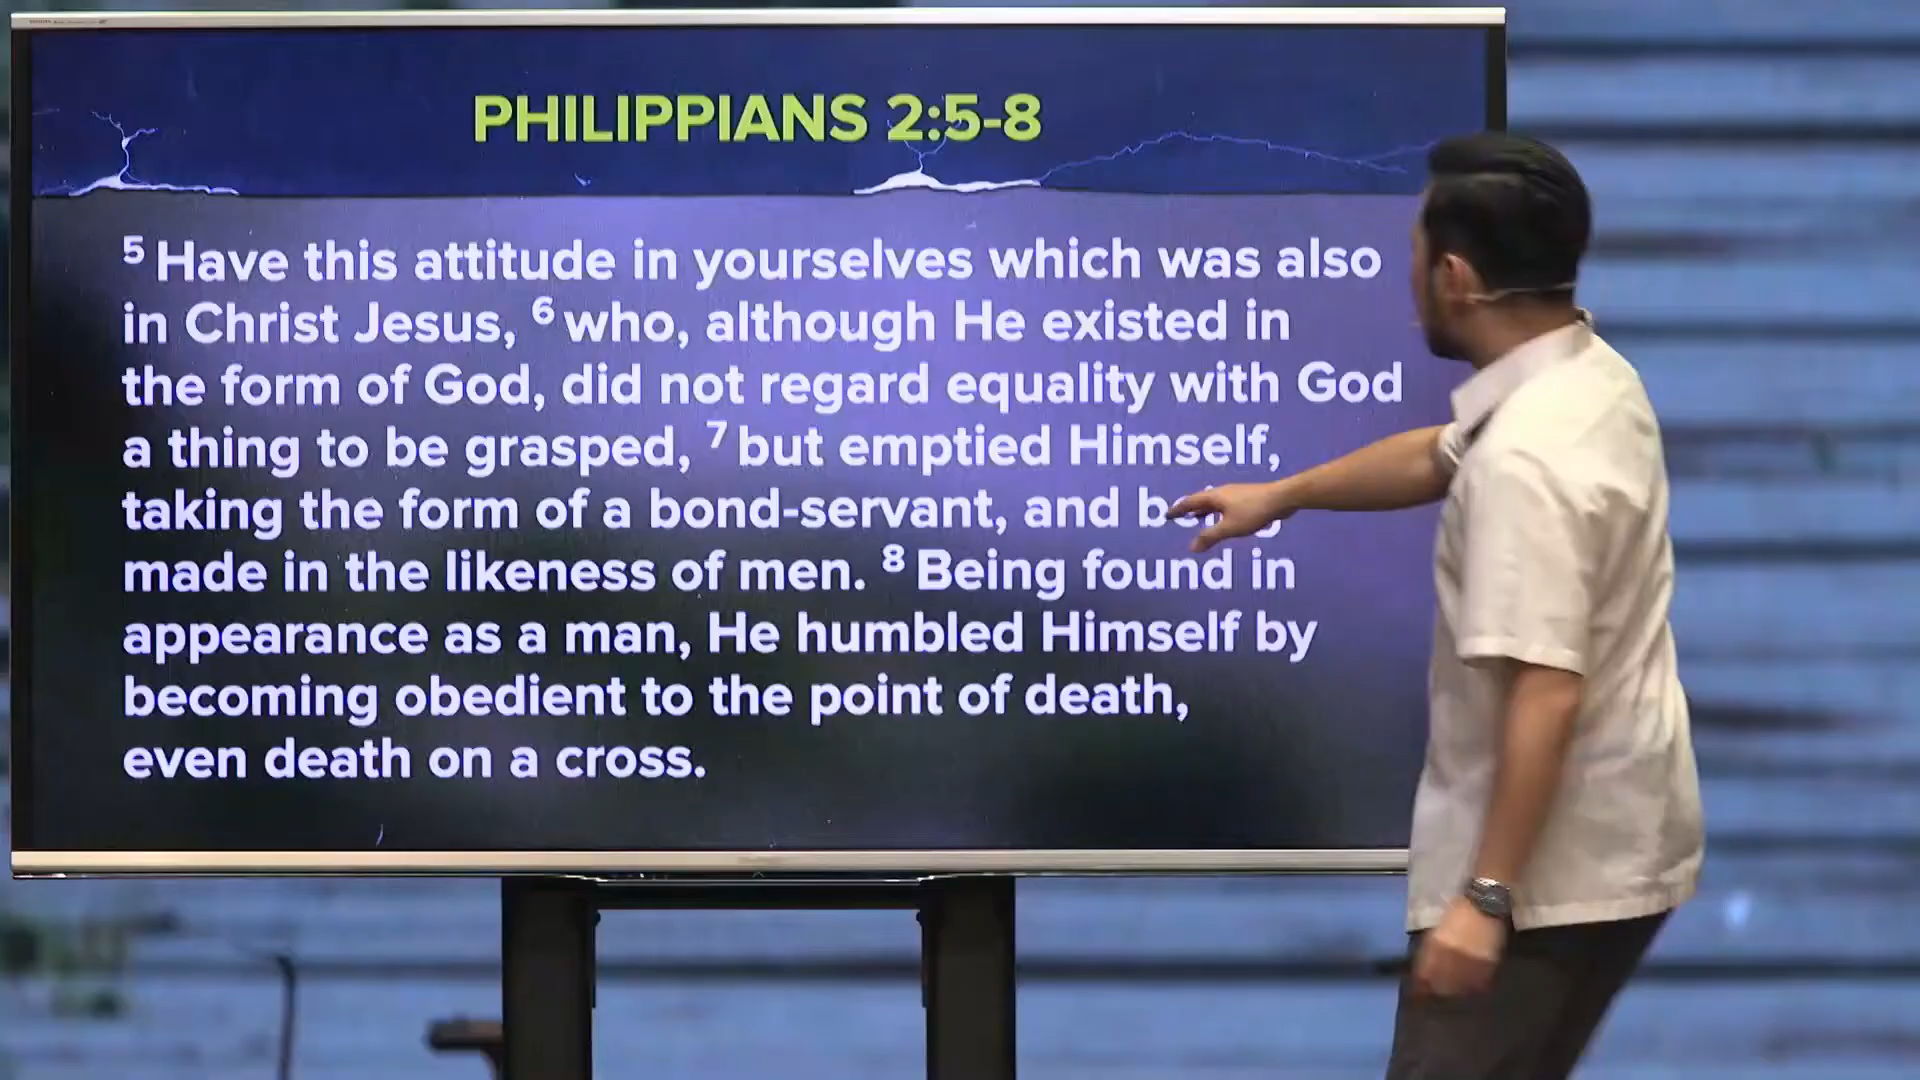 PHILIPPIANS 2:5-8
5 Have this attitude in yourselves which was also
in Christ Jesus, 6 who, although He existed in
the form of God, did not regard equality with God
a thing to be grasped, 7 but emptied Himself,
taking the form of a bond-servant, and being
made in the likeness of men. 8 Being found in
appearance as a man, He humbled Himself by
becoming obedient to the point of death,
even death on a cross.